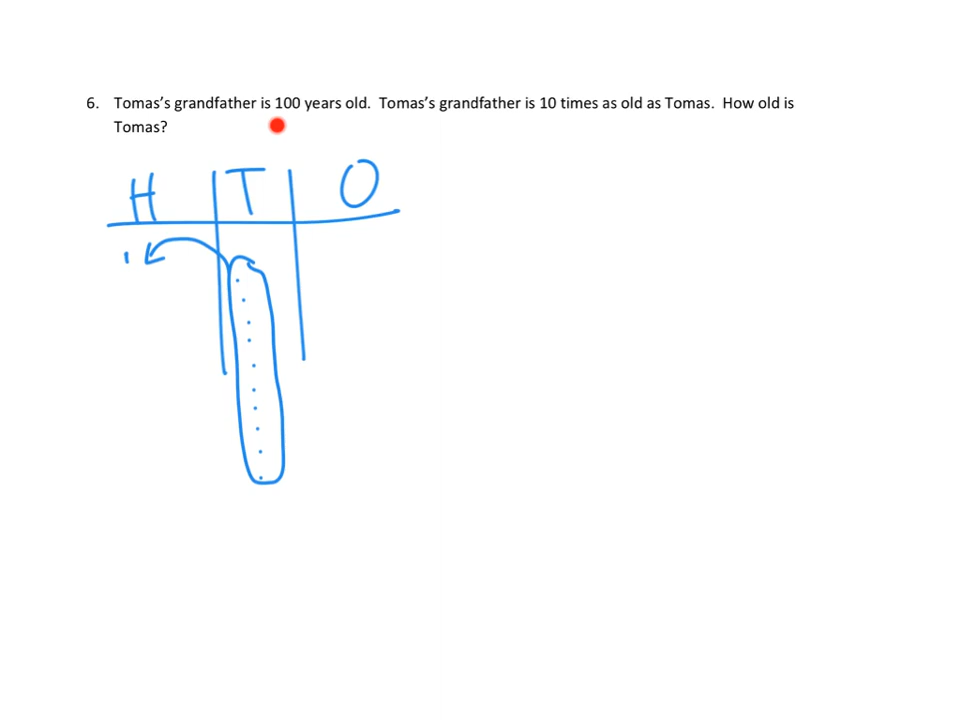 6. Tomas's grandfather is 100 years old. Tomas's grandfather is 10 times as old as Tomas. How old is
Tomas?
H T O
1